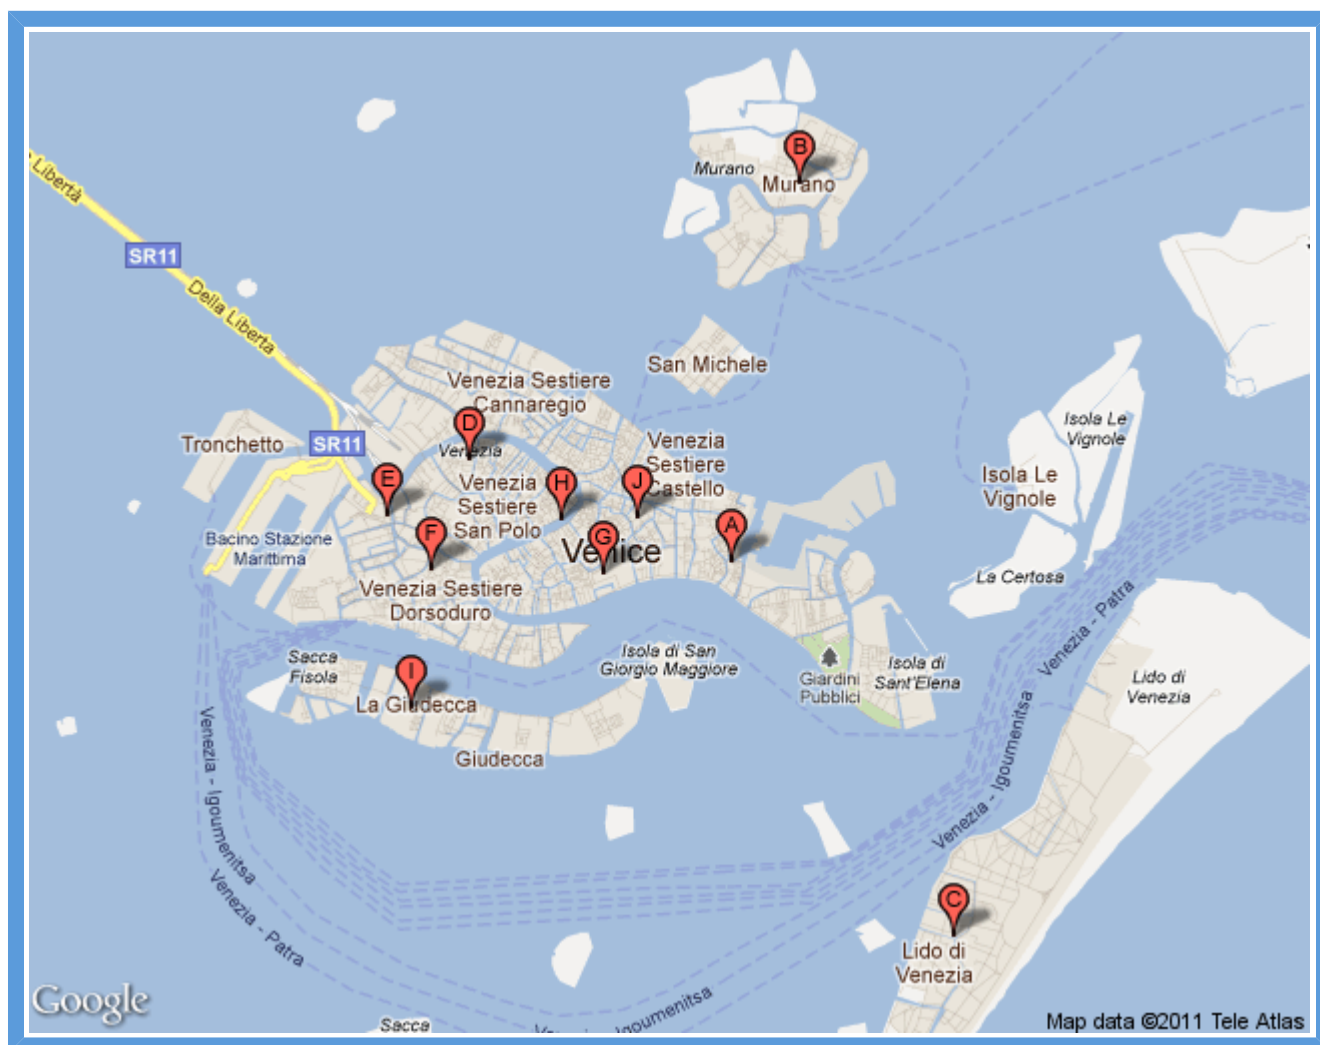 B
Murano
Murano
Libertà
SR11
Della Liberta
San Michele
Venezia Sestiere
Cannaregio
D
Venezia
Tronchetto
SR11
Venezia
Sestiere
Castello
Isola Le
Vignole
Isola Le
Vignole
E
Venezia
Sestiere
San Polo
H
J
A
F
G
Venice
Bacino Stazione
Marittima
La Certosa
Venezia Sestiere
Dorsoduro
Venezia - Patra
Sacca
Fisola
Isola di San
Giorgio Maggiore
Giardini
Pubblici
Isola di
Sant'Elena
Lido di
Venezia
I
La Giudecca
Giudecca
Venezia - Igoumenitsa
Venezia - Igoumenitsa
Venezia - Patra
C
Lido di
Venezia
Google
Sacca
Venezia - Igoumenitsa
Map data ©2011 Tele Atlas